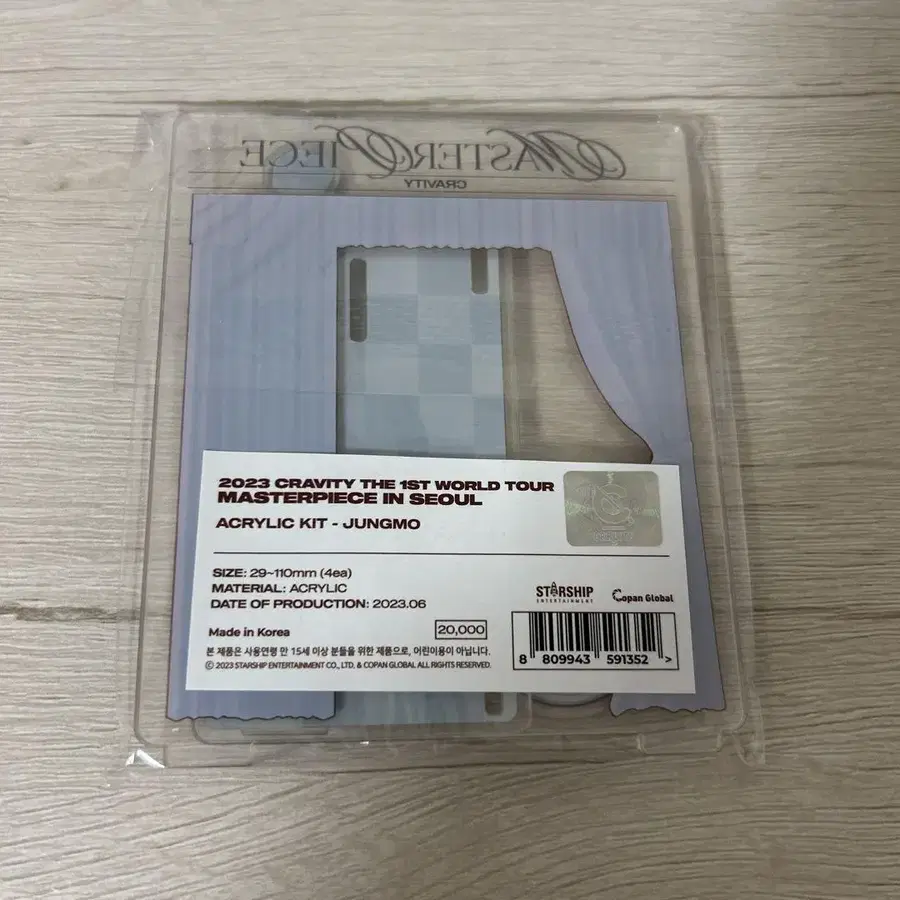 MASTERPIECE
CRAVITY
2023 CRAVITY THE 1ST WORLD TOUR
MASTERPIECE IN SEOUL
ACRYLIC KIT - JUNGMO
SIZE: 29~110mm (4ea)
MATERIAL: ACRYLIC
DATE OF PRODUCTION: 2023.06
STARSHIP
ENTERTAINMENT
Copan Global
Made in Korea
20,000
본 제품은 사용연령 만 15세 이상 분들을 위한 제품으로, 어린이용이 아닙니다.
ⓒ 2023 STARSHIP ENTERTAINMENT CO., LTD. & COPAN GLOBAL ALL RIGHTS RESERVED.
8 809943 591352 >